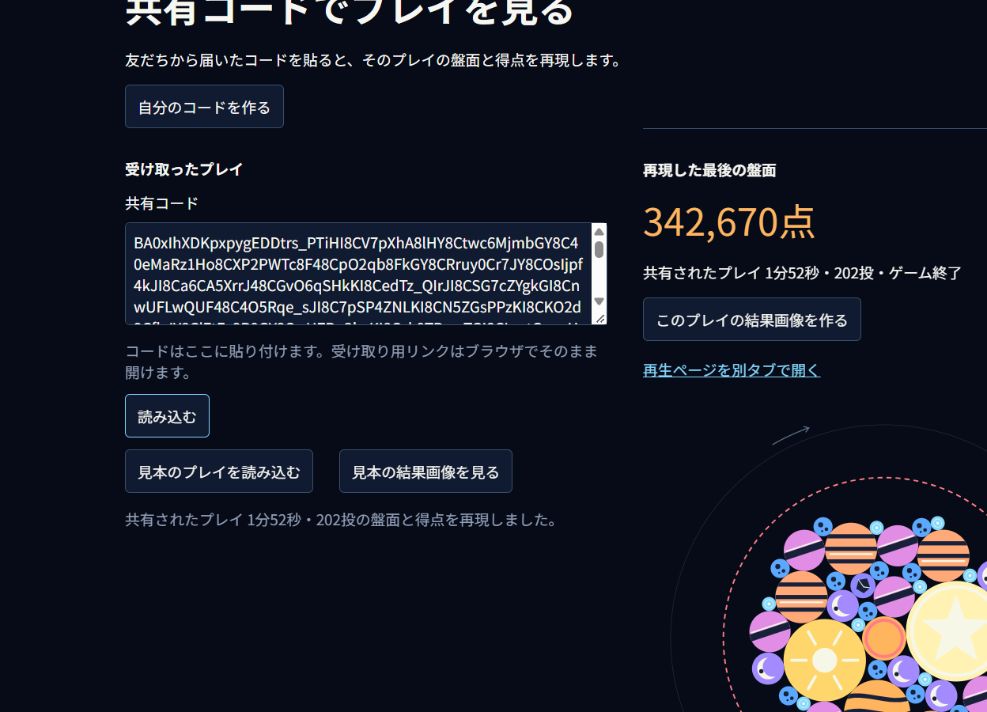 共有コードでプレイを見る
友だちから届いたコードを貼ると、そのプレイの盤面と得点を再現します。
自分のコードを作る
受け取ったプレイ
共有コード
BA0xIhXDKpxpygEDDtrs_PTiHI8CV7pXhA8lHY8Ctwc6MjmbGY8C4
0eMaRz1Ho8CXP2PWTc8F48CpO2qb8FkGY8CRruy0Cr7JY8COsIjpf
4kJI8Ca6CA5XrrJ48CGvO6qSHkKI8CedTz_QIrJI8CSG7cZYgkGI8Cn
wUFLwQUF48C4O5Rqe_sJI8C7pSP4ZNLKI8CN5ZGsPPzKI8CKO2d
コードはここに貼り付けます。受け取り用リンクはブラウザでそのまま
開けます。
読み込む
見本のプレイを読み込む
見本の結果画像を見る
共有されたプレイ 1分52秒・202投の盤面と得点を再現しました。
再現した最後の盤面
342,670点
共有されたプレイ 1分52秒・202投・ゲーム終了
このプレイの結果画像を作る
再生ページを別タブで開く